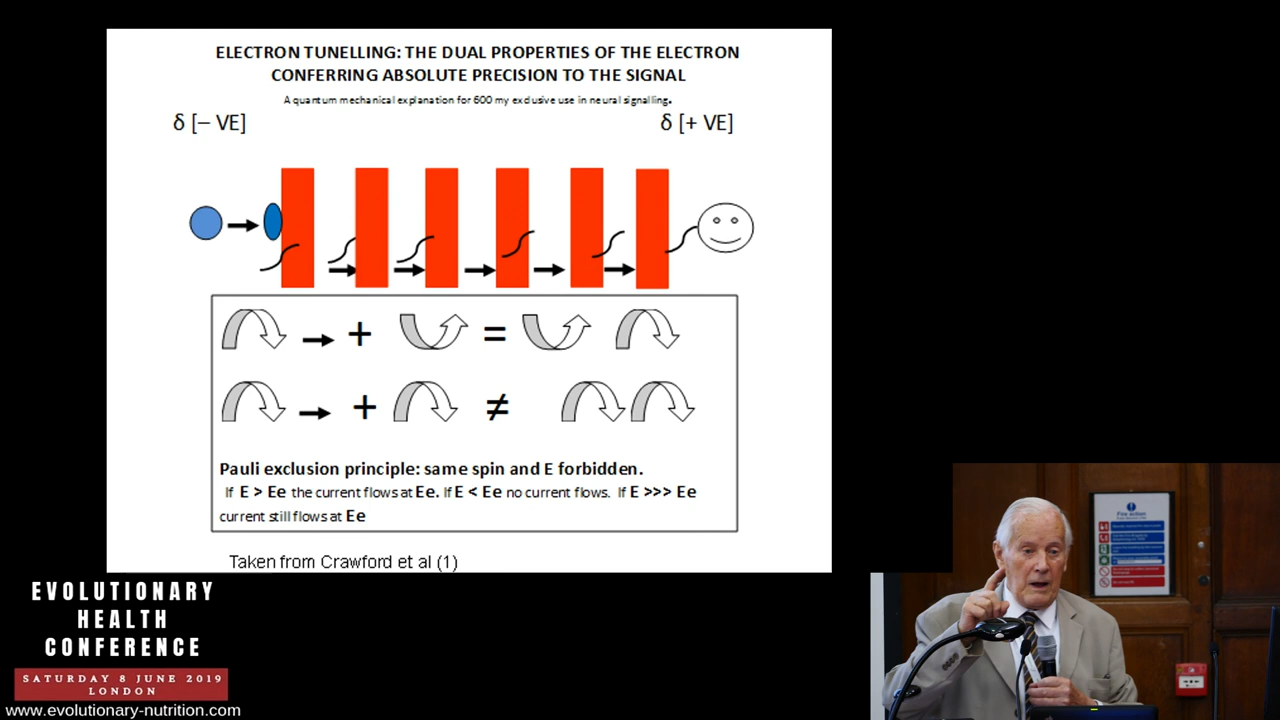 ELECTRON TUNELLING: THE DUAL PROPERTIES OF THE ELECTRON
CONFERRING ABSOLUTE PRECISION TO THE SIGNAL
A quantum mechanical explanation for 600 my exclusive use in neural signalling.
δ [– VE]
δ [+ VE]
+ =
+ ≠
Pauli exclusion principle: same spin and E forbidden.
If E > Ee the current flows at Ee. If E < Ee no current flows. If E >>> Ee
current still flows at Ee
Taken from Crawford et al (1)
Fire action
EVOLUTIONARY
HEALTH
CONFERENCE
SATURDAY 8 JUNE 2019
LONDON
www.evolutionary-nutrition.com